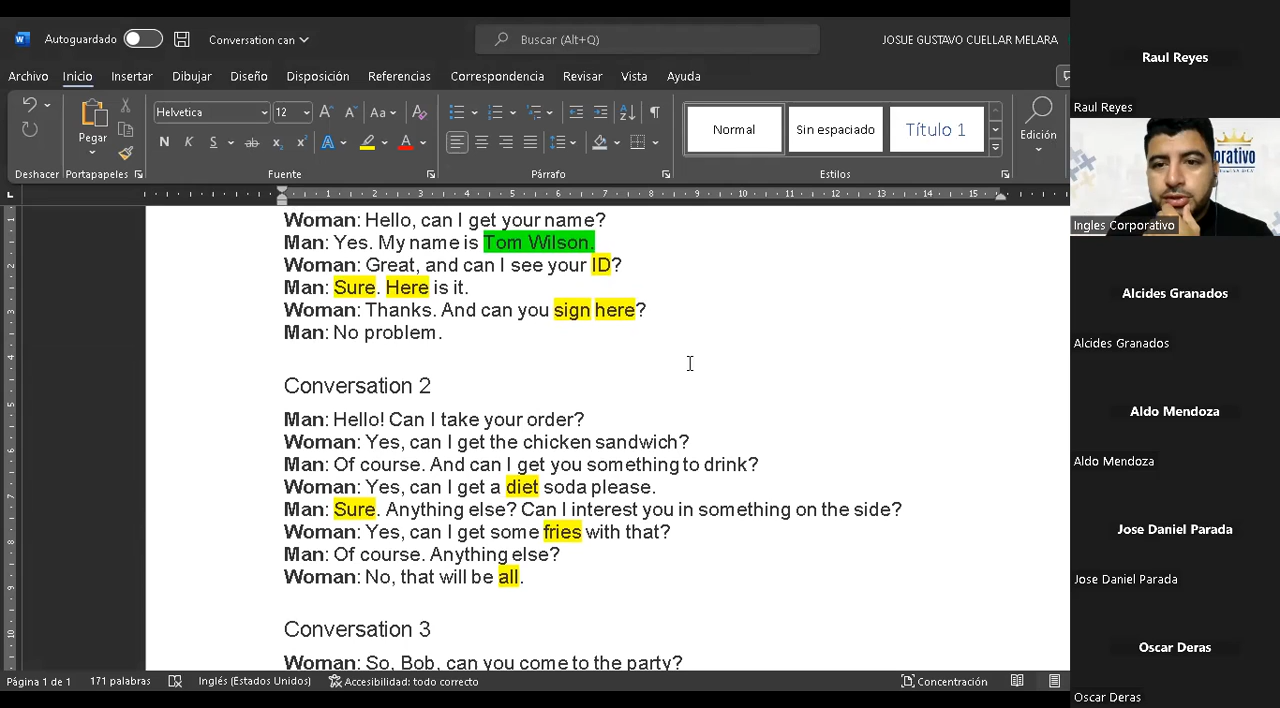 Autoguardado
Conversation can
Buscar (Alt+Q)
JOSUE GUSTAVO CUELLAR MELARA
Archivo Inicio Insertar Dibujar Diseño Disposición Referencias Correspondencia Revisar Vista Ayuda
Helvetica 12
Pegar
Normal
Sin espaciado
Título 1
Edición
Deshacer Portapapeles Fuente Párrafo Estilos
Woman: Hello, can I get your name?
Man: Yes. My name is Tom Wilson.
Woman: Great, and can I see your ID?
Man: Sure. Here is it.
Woman: Thanks. And can you sign here?
Man: No problem.
Conversation 2
Man: Hello! Can I take your order?
Woman: Yes, can I get the chicken sandwich?
Man: Of course. And can I get you something to drink?
Woman: Yes, can I get a diet soda please.
Man: Sure. Anything else? Can I interest you in something on the side?
Woman: Yes, can I get some fries with that?
Man: Of course. Anything else?
Woman: No, that will be all.
Conversation 3
Woman: So, Bob, can you come to the party?
Página 1 de 1 171 palabras Inglés (Estados Unidos) Accesibilidad: todo correcto Concentración
Raul Reyes
Raul Reyes
Ingles Corporativo
Alcides Granados
Alcides Granados
Aldo Mendoza
Aldo Mendoza
Jose Daniel Parada
Jose Daniel Parada
Oscar Deras
Oscar Deras